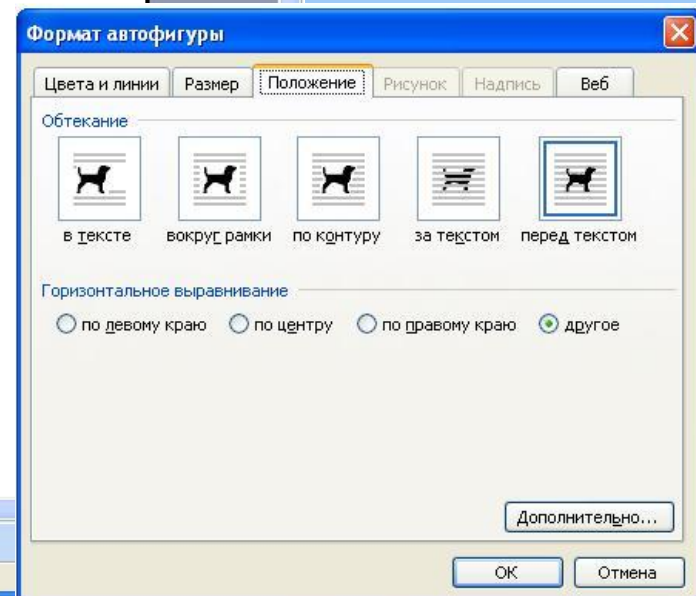 Формат автофигуры
Цвета и линии Размер Положение Рисунок Надпись Веб
Обтекание
в тексте вокруг рамки по контуру за текстом перед текстом
Горизонтальное выравнивание
по левому краю по центру по правому краю другое
Дополнительно...
ОК Отмена